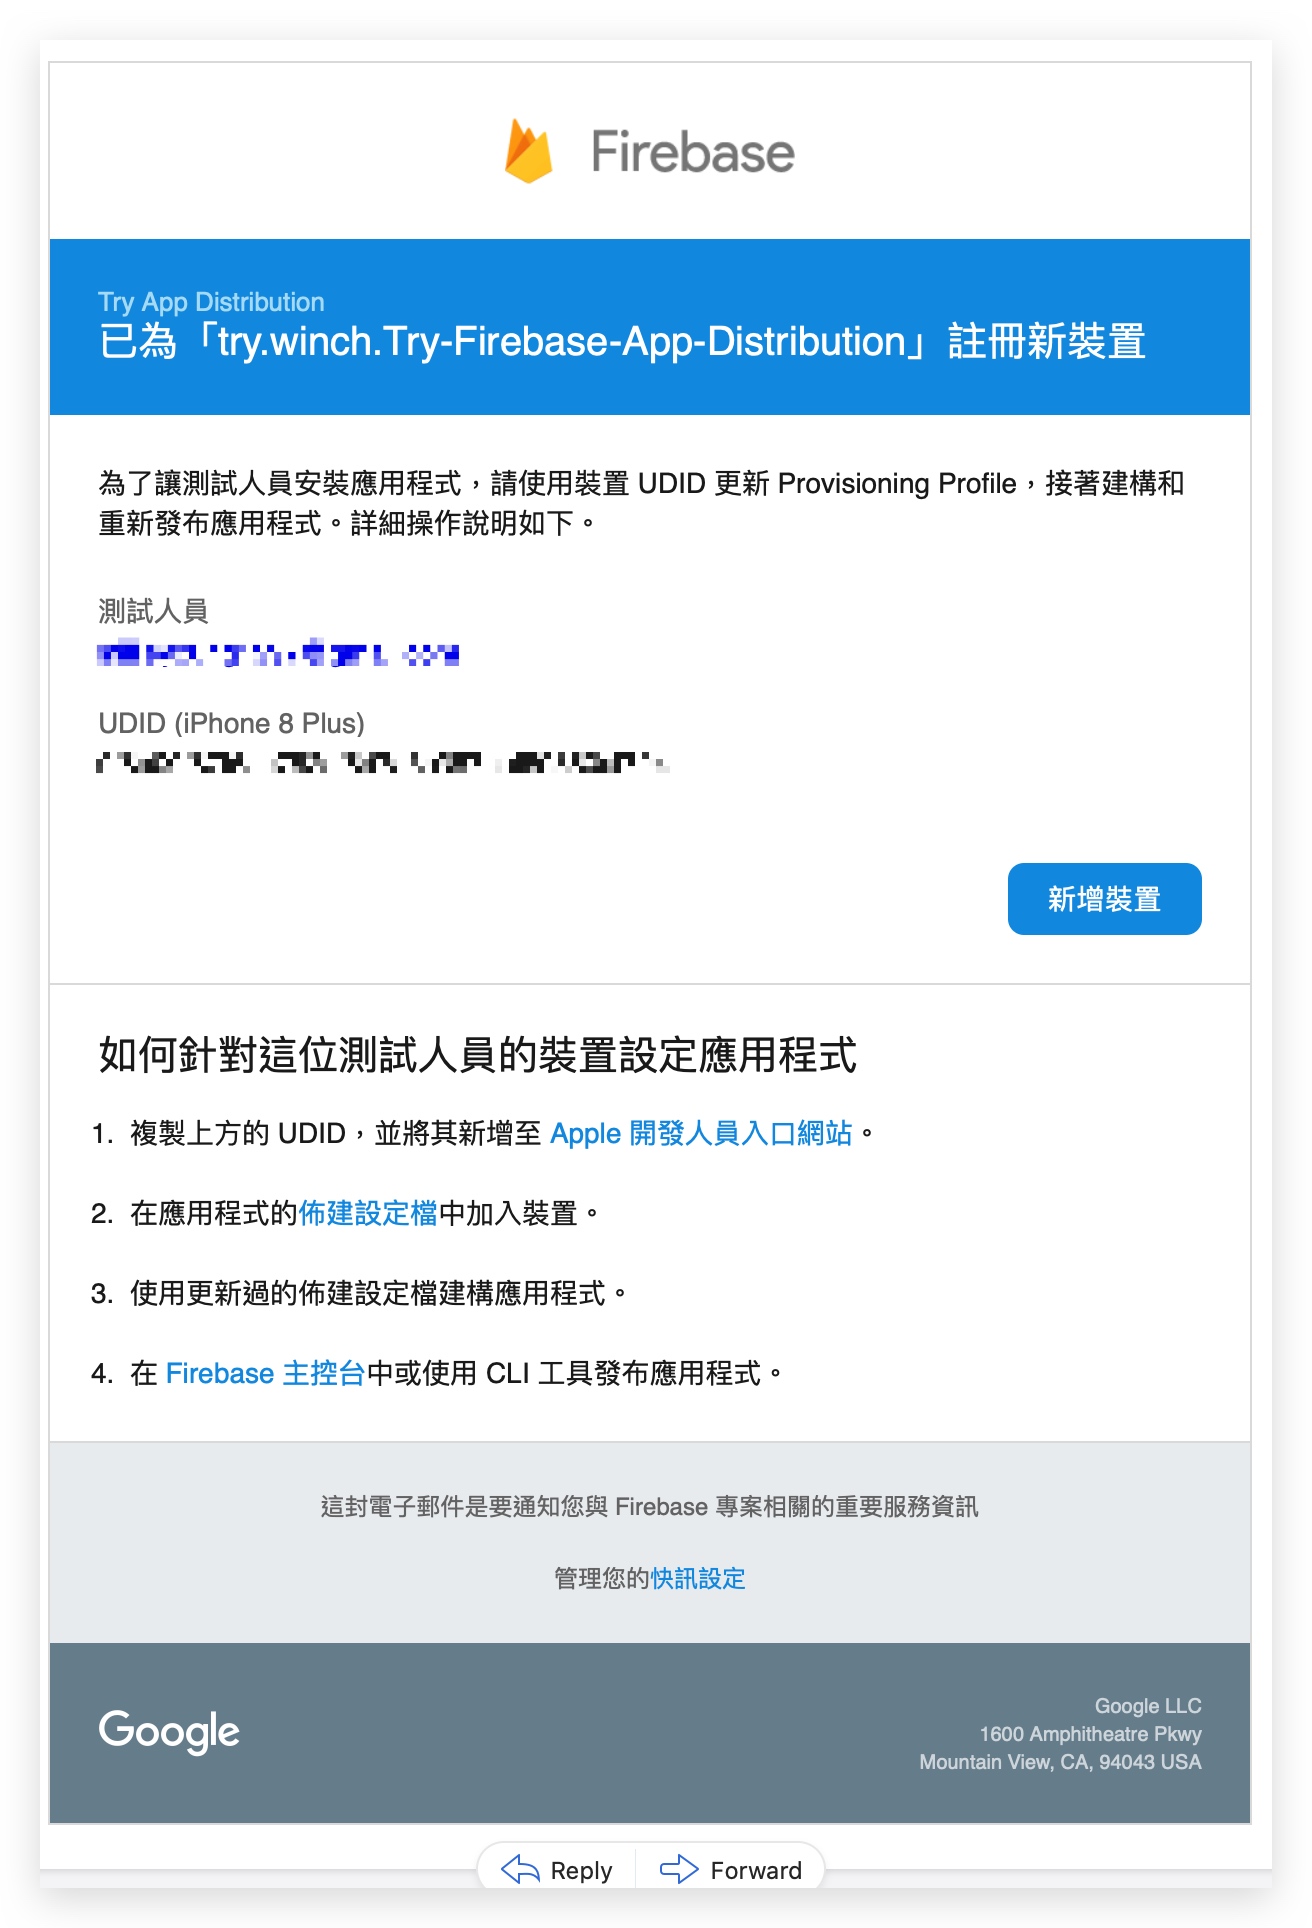 Firebase
Try App Distribution
已為「try.winch.Try-Firebase-App-Distribution」註冊新裝置
為了讓測試人員安裝應用程式，請使用裝置 UDID 更新 Provisioning Profile，接著建構和
重新發布應用程式。詳細操作說明如下。
測試人員
UDID (iPhone 8 Plus)
新增裝置
如何針對這位測試人員的裝置設定應用程式
1. 複製上方的 UDID，並將其新增至 Apple 開發人員入口網站。
2. 在應用程式的佈建設定檔中加入裝置。
3. 使用更新過的佈建設定檔建構應用程式。
4. 在 Firebase 主控台中或使用 CLI 工具發布應用程式。
這封電子郵件是要通知您與 Firebase 專案相關的重要服務資訊
管理您的快訊設定
Google
Google LLC
1600 Amphitheatre Pkwy
Mountain View, CA, 94043 USA
Reply
Forward